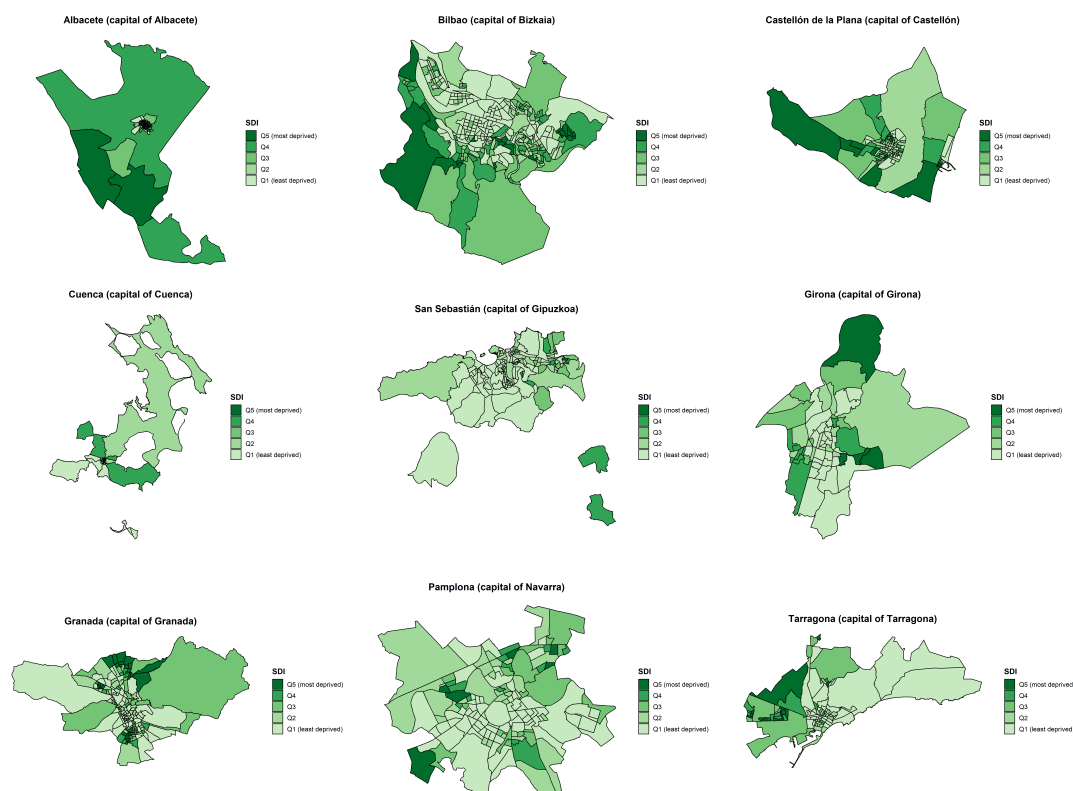 Albacete (capital of Albacete)
SDI
Q5 (most deprived)
Q4
Q3
Q2
Q1 (least deprived)
Bilbao (capital of Bizkaia)
SDI
Q5 (most deprived)
Q4
Q3
Q2
Q1 (least deprived)
Castellón de la Plana (capital of Castellón)
SDI
Q5 (most deprived)
Q4
Q3
Q2
Q1 (least deprived)
Cuenca (capital of Cuenca)
SDI
Q5 (most deprived)
Q4
Q3
Q2
Q1 (least deprived)
San Sebastián (capital of Gipuzkoa)
SDI
Q5 (most deprived)
Q4
Q3
Q2
Q1 (least deprived)
Girona (capital of Girona)
SDI
Q5 (most deprived)
Q4
Q3
Q2
Q1 (least deprived)
Granada (capital of Granada)
SDI
Q5 (most deprived)
Q4
Q3
Q2
Q1 (least deprived)
Pamplona (capital of Navarra)
SDI
Q5 (most deprived)
Q4
Q3
Q2
Q1 (least deprived)
Tarragona (capital of Tarragona)
SDI
Q5 (most deprived)
Q4
Q3
Q2
Q1 (least deprived)